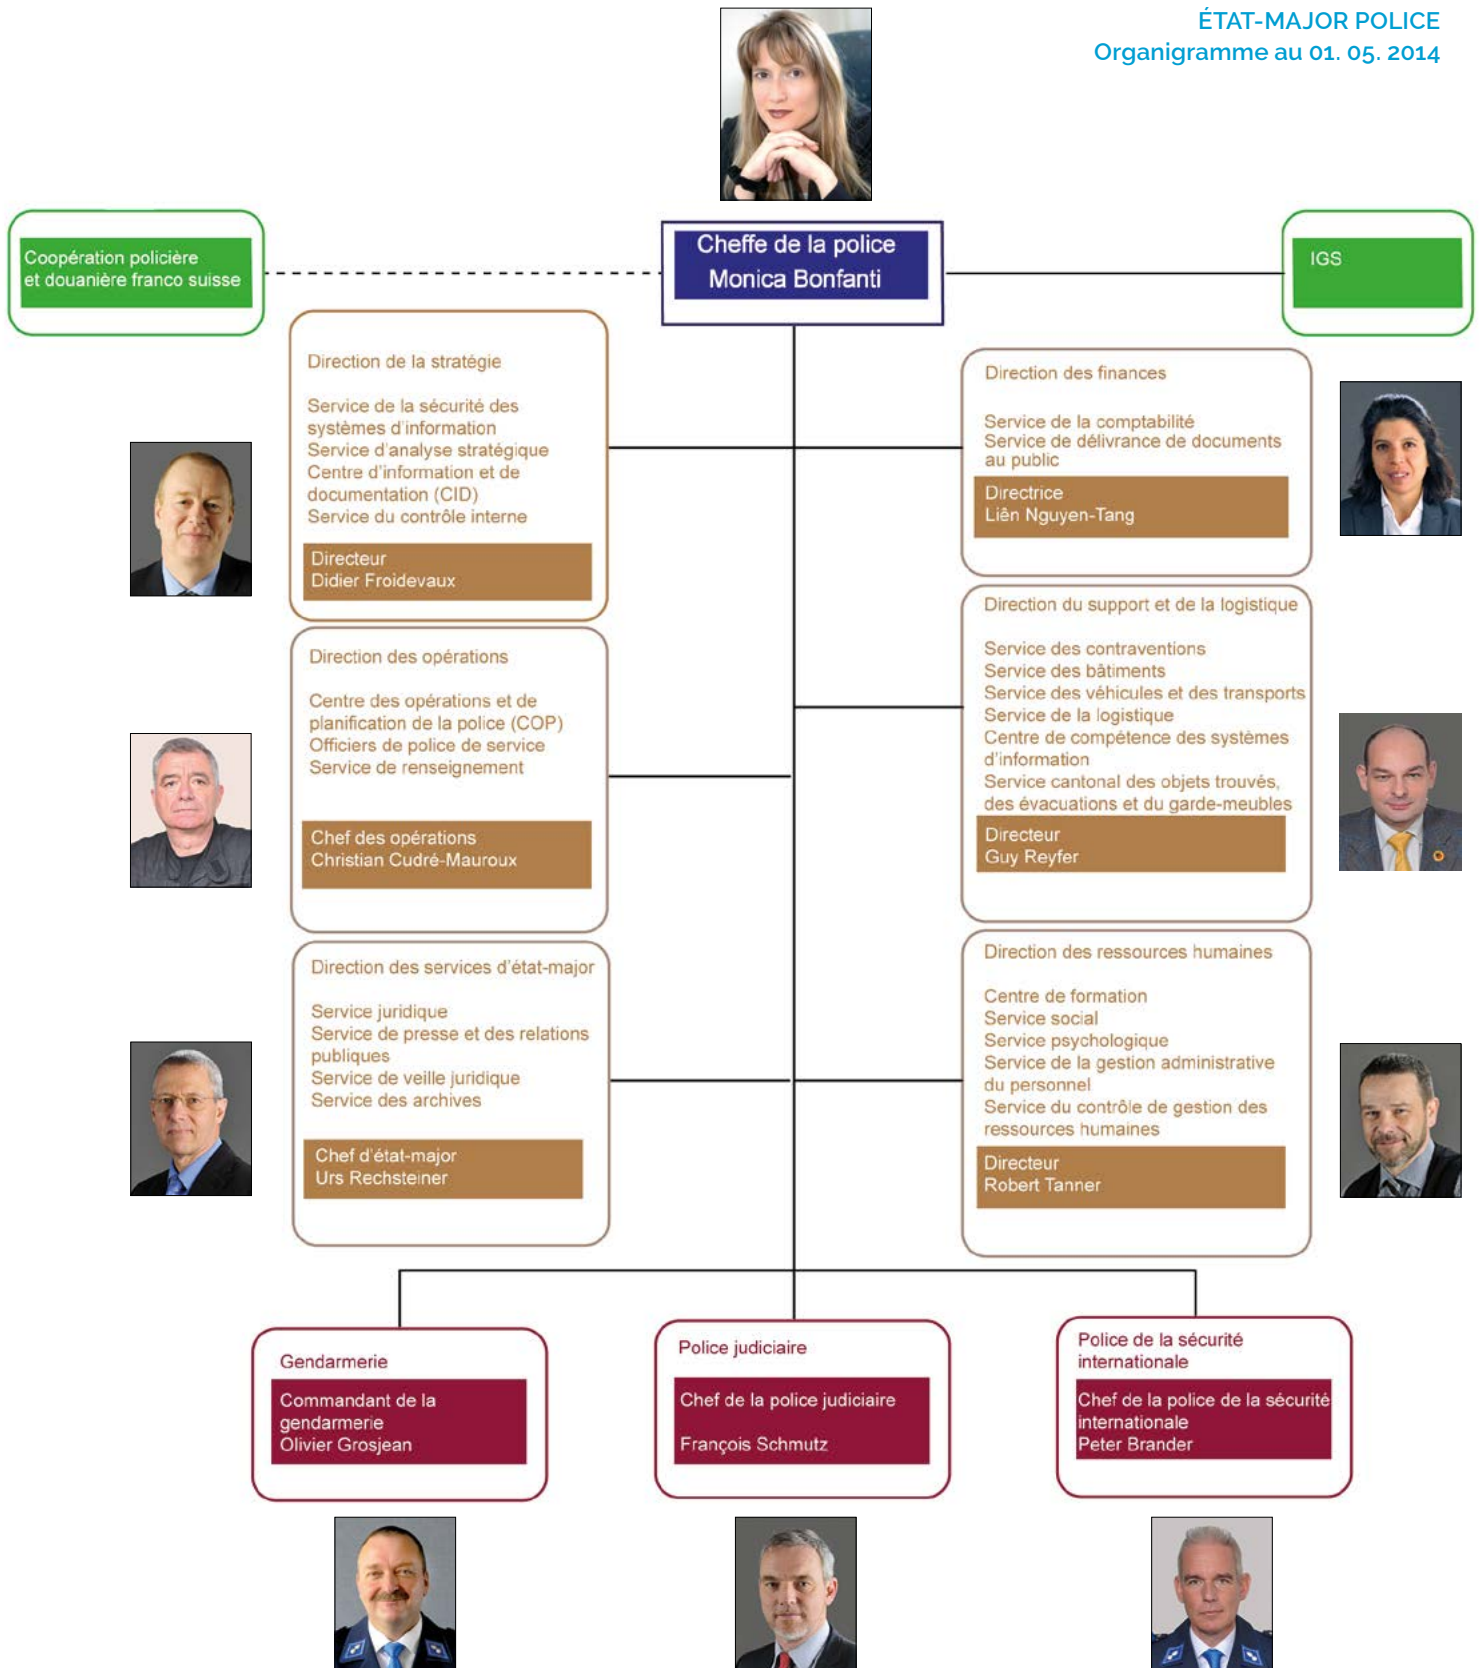 ÉTAT-MAJOR POLICE
Organigramme au 01. 05. 2014
Cheffe de la police
Monica Bonfanti
Coopération policière
et douanière franco suisse
IGS
Direction de la stratégie
Service de la sécurité des
systèmes d'information
Service d'analyse stratégique
Centre d'information et de
documentation (CID)
Service du contrôle interne
Directeur
Didier Froidevaux
Direction des finances
Service de la comptabilité
Service de délivrance de documents
au public
Directrice
Liên Nguyen-Tang
Direction des opérations
Centre des opérations et de
planification de la police (COP)
Officiers de police de service
Service de renseignement
Chef des opérations
Christian Cudré-Mauroux
Direction du support et de la logistique
Service des contraventions
Service des bâtiments
Service des véhicules et des transports
Service de la logistique
Centre de compétence des systèmes
d'information
Service cantonal des objets trouvés,
des évacuations et du garde-meubles
Directeur
Guy Reyfer
Direction des services d'état-major
Service juridique
Service de presse et des relations
publiques
Service de veille juridique
Service des archives
Chef d'état-major
Urs Rechsteiner
Direction des ressources humaines
Centre de formation
Service social
Service psychologique
Service de la gestion administrative
du personnel
Service du contrôle de gestion des
ressources humaines
Directeur
Robert Tanner
Gendarmerie
Commandant de la
gendarmerie
Olivier Grosjean
Police judiciaire
Chef de la police judiciaire
François Schmutz
Police de la sécurité
internationale
Chef de la police de la sécurité
internationale
Peter Brander